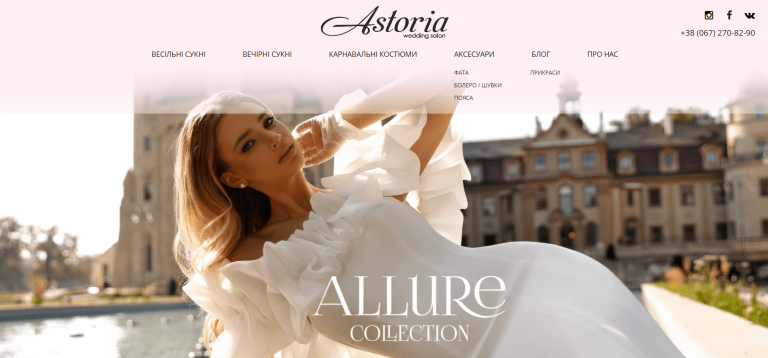 Astoria
wedding salon
+38 (067) 270-82-90
ВЕСІЛЬНІ СУКНІ ВЕЧІРНІ СУКНІ КАРНАВАЛЬНІ КОСТЮМИ АКСЕСУАРИ БЛОГ ПРО НАС
ФАТА ПРИКРАСИ
БОЛЕРО / ШУБКИ
ПОЯСА
ALLURE
COLLECTION